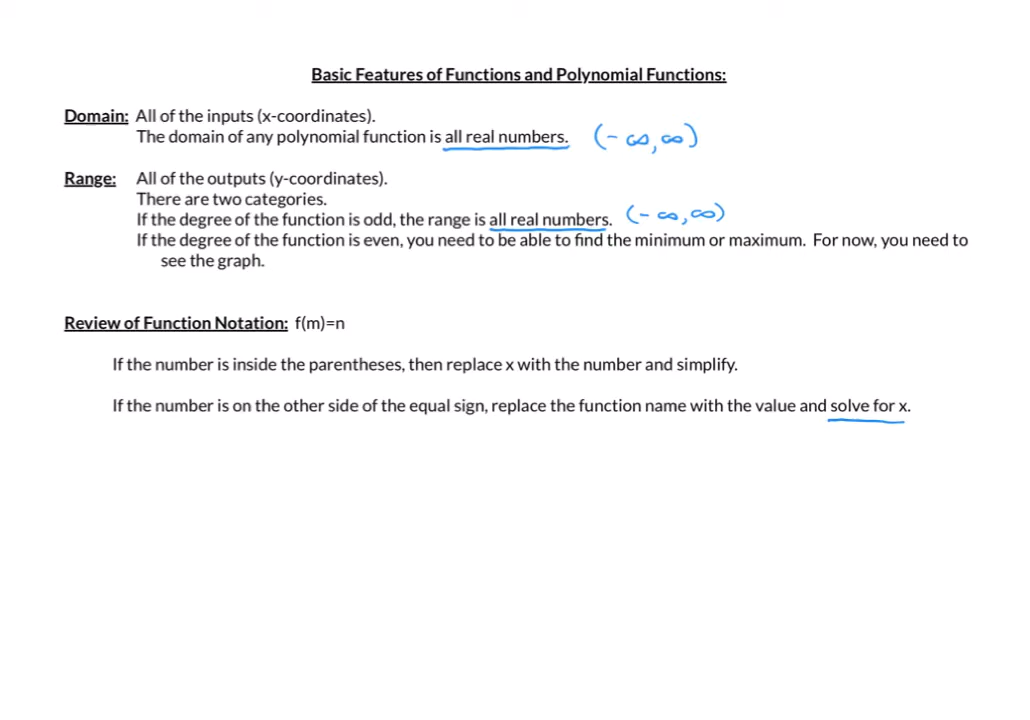 Basic Features of Functions and Polynomial Functions:
Domain: All of the inputs (x-coordinates).
The domain of any polynomial function is all real numbers. (-∞,∞)
Range: All of the outputs (y-coordinates).
There are two categories.
If the degree of the function is odd, the range is all real numbers. (-∞,∞)
If the degree of the function is even, you need to be able to find the minimum or maximum. For now, you need to
see the graph.
Review of Function Notation: f(m)=n
If the number is inside the parentheses, then replace x with the number and simplify.
If the number is on the other side of the equal sign, replace the function name with the value and solve for x.